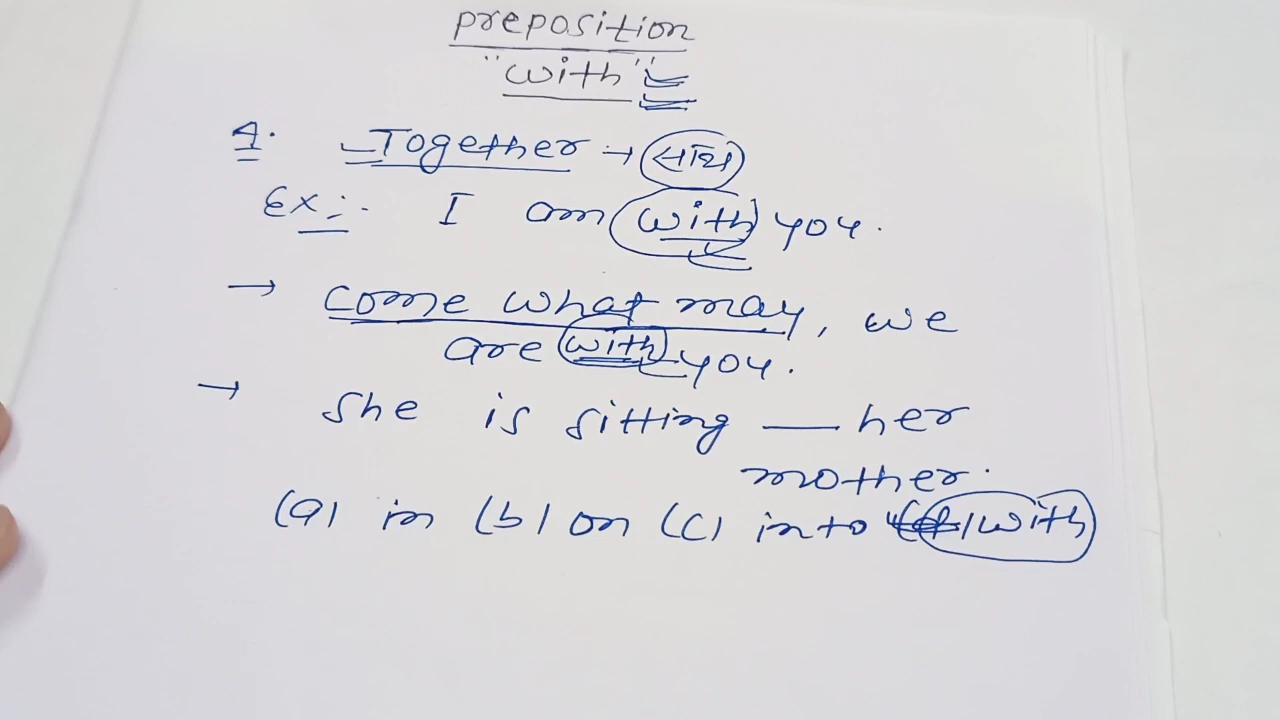 preposition
"with"
1. Together → साथ
Ex:- I am with you.
→ come what may, we
are with you.
→ She is sitting — her
mother.
(a) in (b) on (c) into (d) with